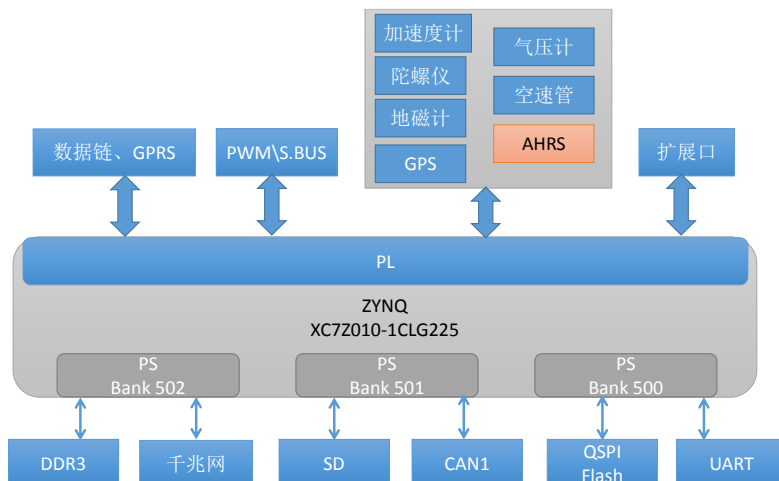 加速度计
气压计
陀螺仪
空速管
地磁计
AHRS
GPS
数据链、GPRS
PWM\S.BUS
扩展口
PL
ZYNQ
XC7Z010-1CLG225
PS
Bank 502
PS
Bank 501
PS
Bank 500
DDR3
千兆网
SD
CAN1
QSPI
Flash
UART